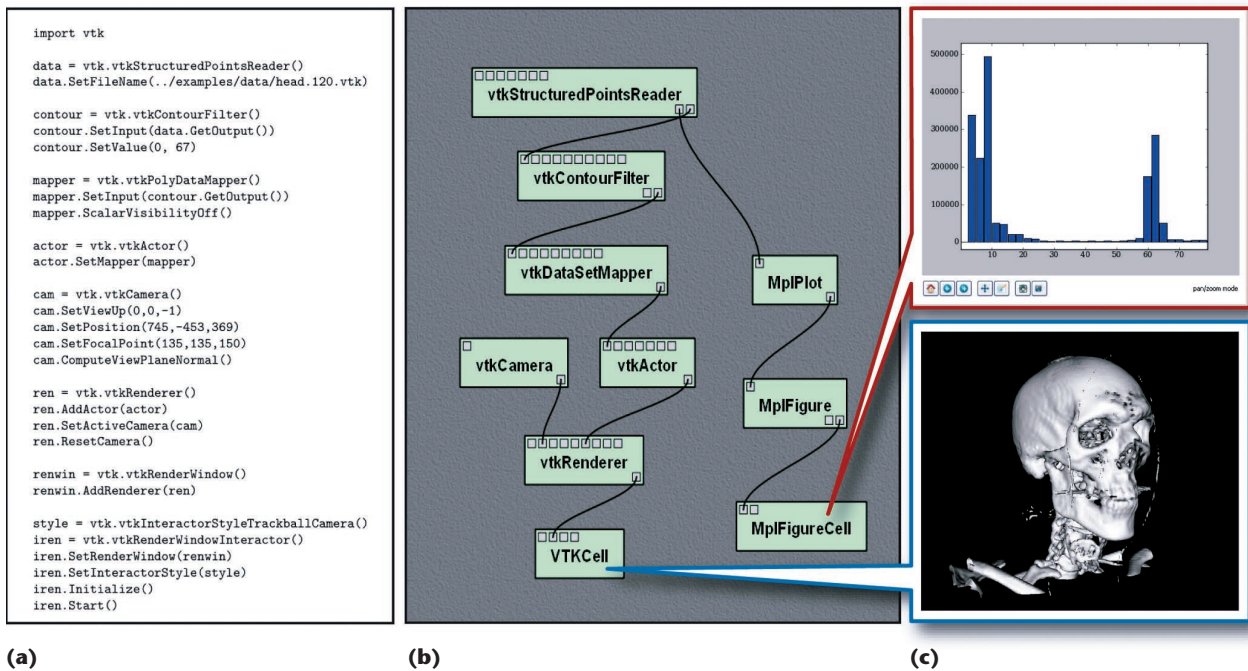 import vtk
data = vtk.vtkStructuredPointsReader()
data.SetFileName(../examples/data/head.120.vtk)
contour = vtk.vtkContourFilter()
contour.SetInput(data.GetOutput())
contour.SetValue(0, 67)
mapper = vtk.vtkPolyDataMapper()
mapper.SetInput(contour.GetOutput())
mapper.ScalarVisibilityOff()
actor = vtk.vtkActor()
actor.SetMapper(mapper)
cam = vtk.vtkCamera()
cam.SetViewUp(0,0,-1)
cam.SetPosition(745,-453,369)
cam.SetFocalPoint(135,135,150)
cam.ComputeViewPlaneNormal()
ren = vtk.vtkRenderer()
ren.AddActor(actor)
ren.SetActiveCamera(cam)
ren.ResetCamera()
renwin = vtk.vtkRenderWindow()
renwin.AddRenderer(ren)
style = vtk.vtkInteractorStyleTrackballCamera()
iren = vtk.vtkRenderWindowInteractor()
iren.SetRenderWindow(renwin)
iren.SetInteractorStyle(style)
iren.Initialize()
iren.Start()
(a)
vtkStructuredPointsReader
vtkContourFilter
vtkDataSetMapper
MplPlot
vtkCamera
vtkActor
MplFigure
vtkRenderer
MplFigureCell
VTKCell
(b)
500000
400000
300000
200000
100000
0
10 20 30 40 50 60 70
pan/zoom mode
(c)